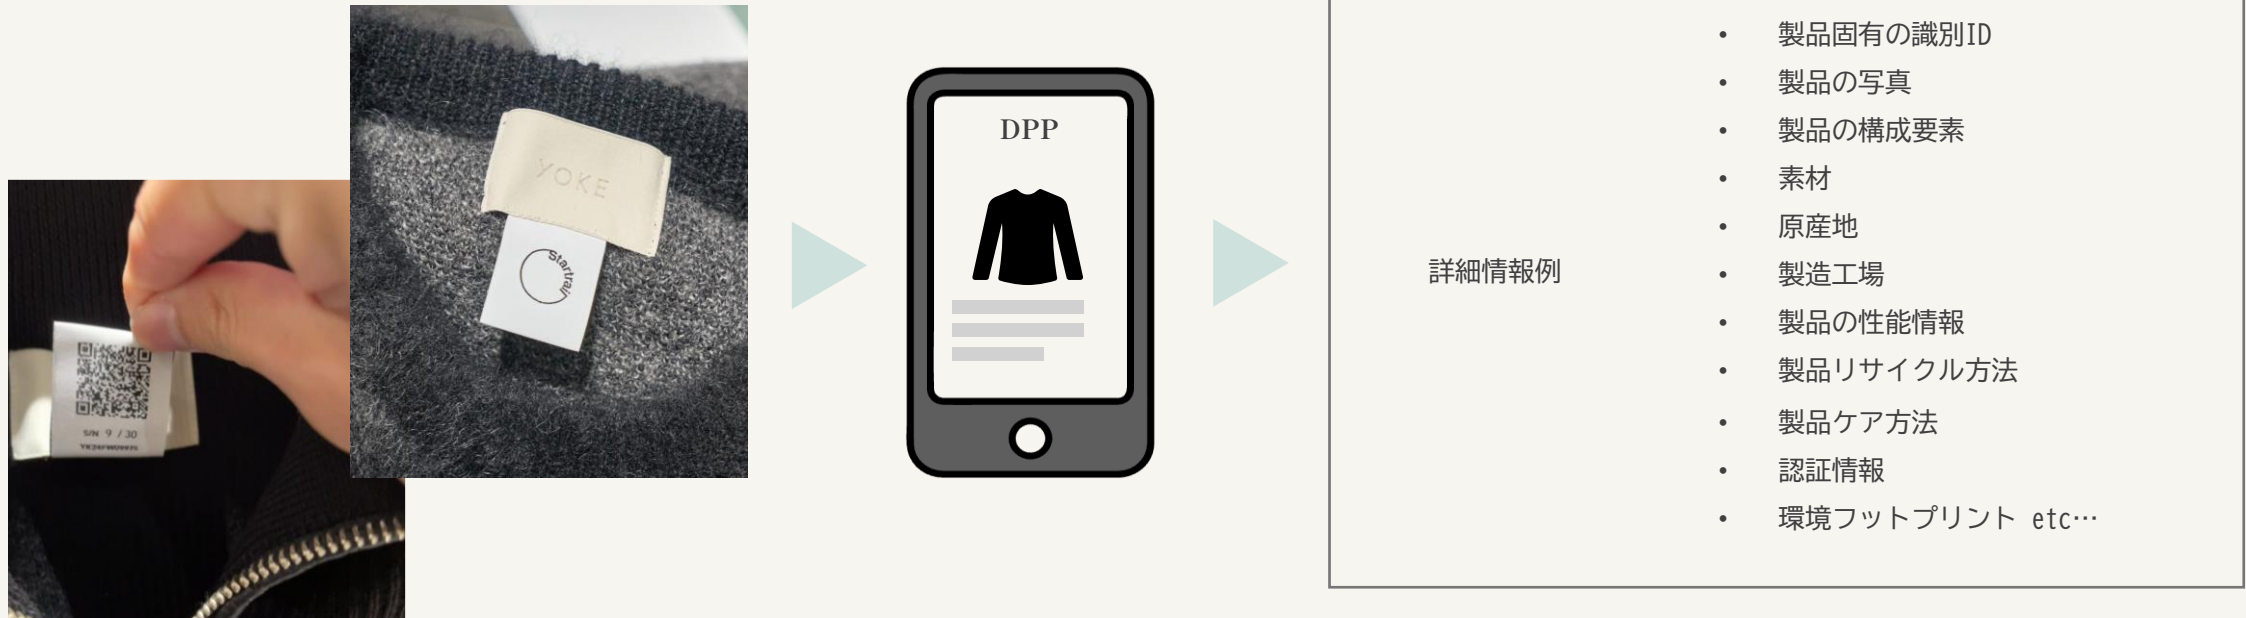 YOKE
Startrail
S/N 9 / 30
DPP
詳細情報例
• 製品固有の識別ID
• 製品の写真
• 製品の構成要素
• 素材
• 原産地
• 製造工場
• 製品の性能情報
• 製品リサイクル方法
• 製品ケア方法
• 認証情報
• 環境フットプリント etc…